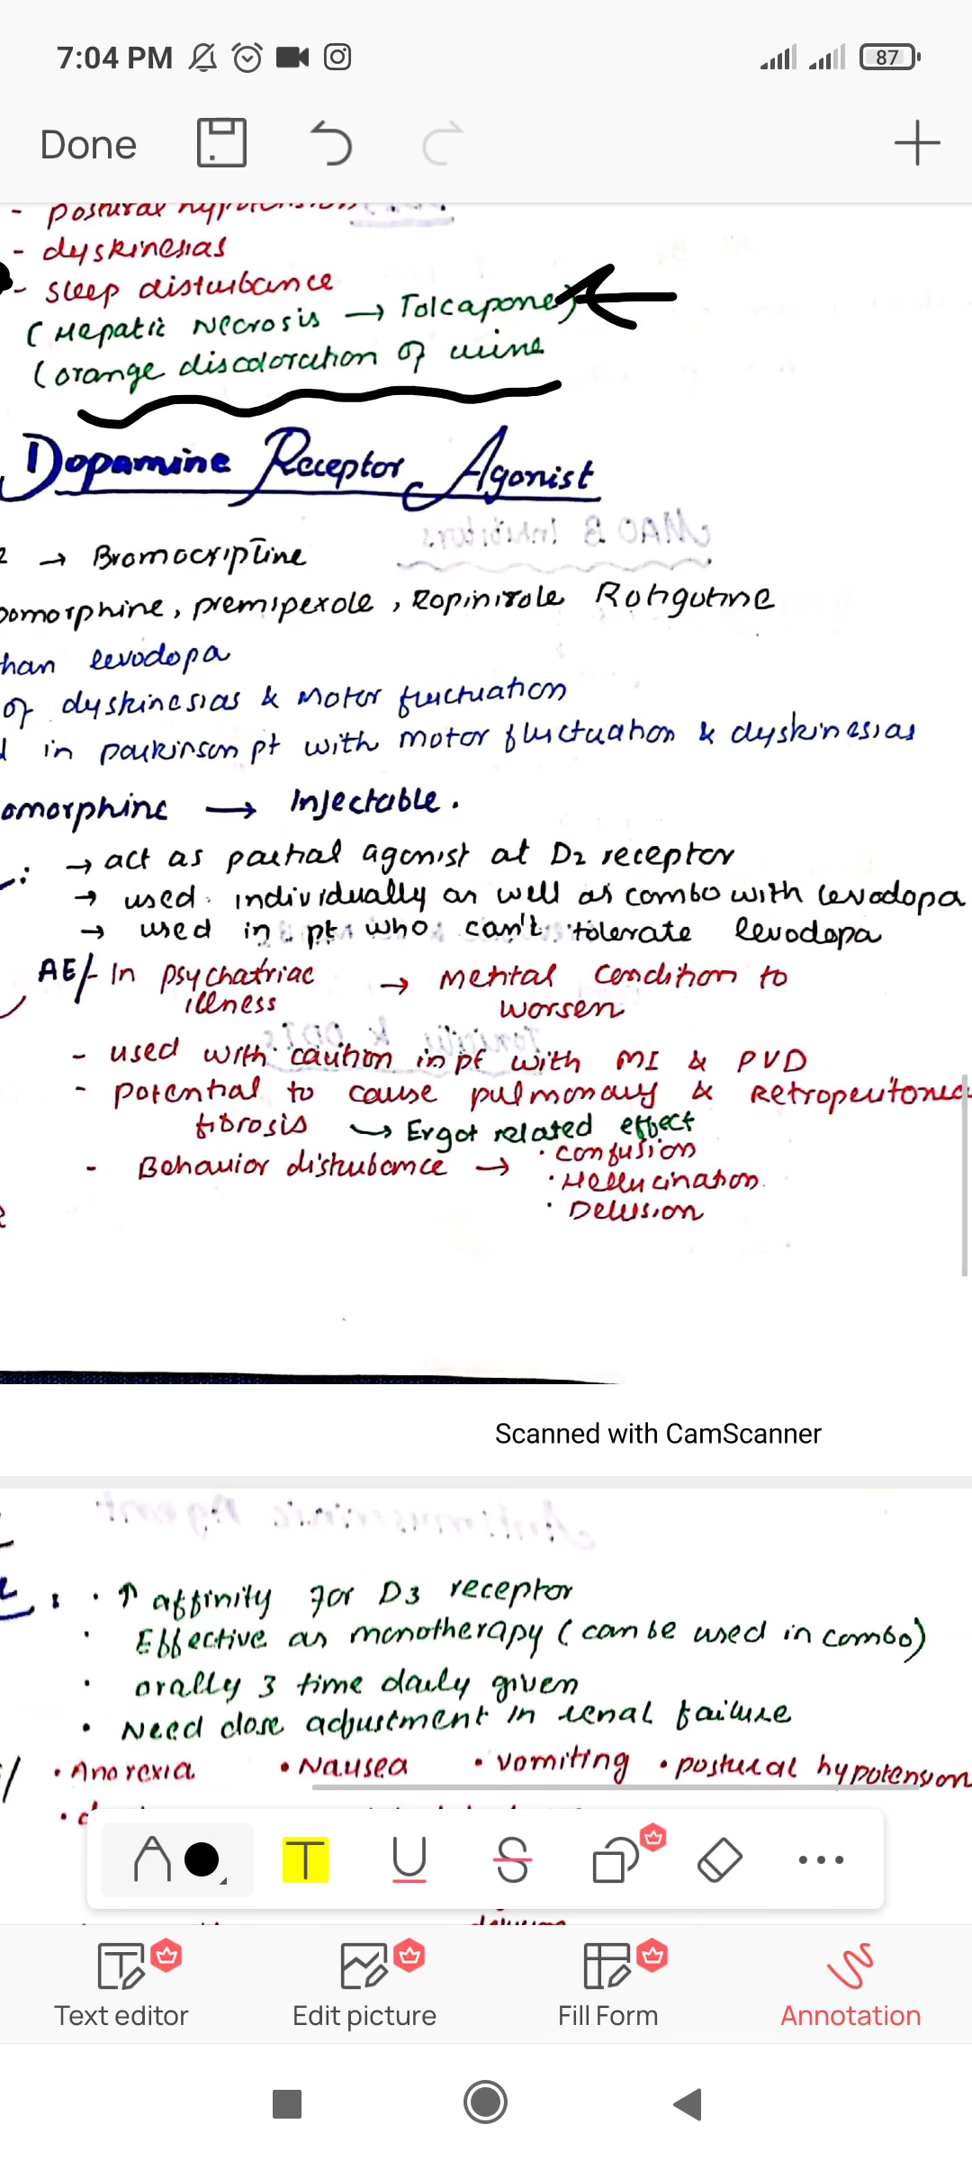 7:04 PM 87
Done
- postural
- dyskinesias
- sleep disturbance
(Hepatic Necrosis → Tolcapone)
(orange discoloration of urine
Dopamine Receptor Agonist
→ Bromocriptine
omorphine, premipexole, Ropinirole Rotigotine
han levodopa
of dyskinesias & Motor fluctuation
in parkinson pt with motor fluctuation & dyskinesias
omorphine → Injectable.
: → act as partial agonist at D2 receptor
→ used individually as well as combo with levodopa
→ used in pt who can't tolerate levodopa
AE/- In psychatriac → Mental condition to
illness worsen
- used with caution in pt with MI & PVD
- potential to cause pulmonary & Retroperitonea
fibrosis → Ergot related effect
- Behavior disturbance → • confusion
• Hellucination.
• Delusion
Scanned with CamScanner
: • ↑ affinity for D3 receptor
• Effective as monotherapy (can be used in combo)
• orally 3 time daily given
• Need dose adjustment in renal failure
/ • Anorexia • Nausea • vomiting • postural hypotension
T U S
Text editor Edit picture Fill Form Annotation